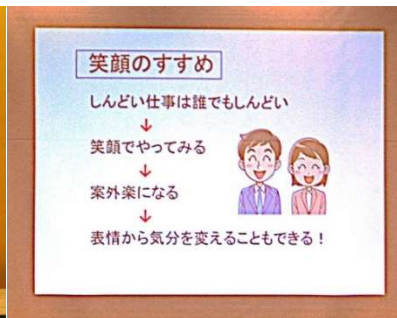 笑顔のすすめ
しんどい仕事は誰でもしんどい
↓
笑顔でやってみる
↓
案外楽になる
↓
表情から気分を変えることもできる！